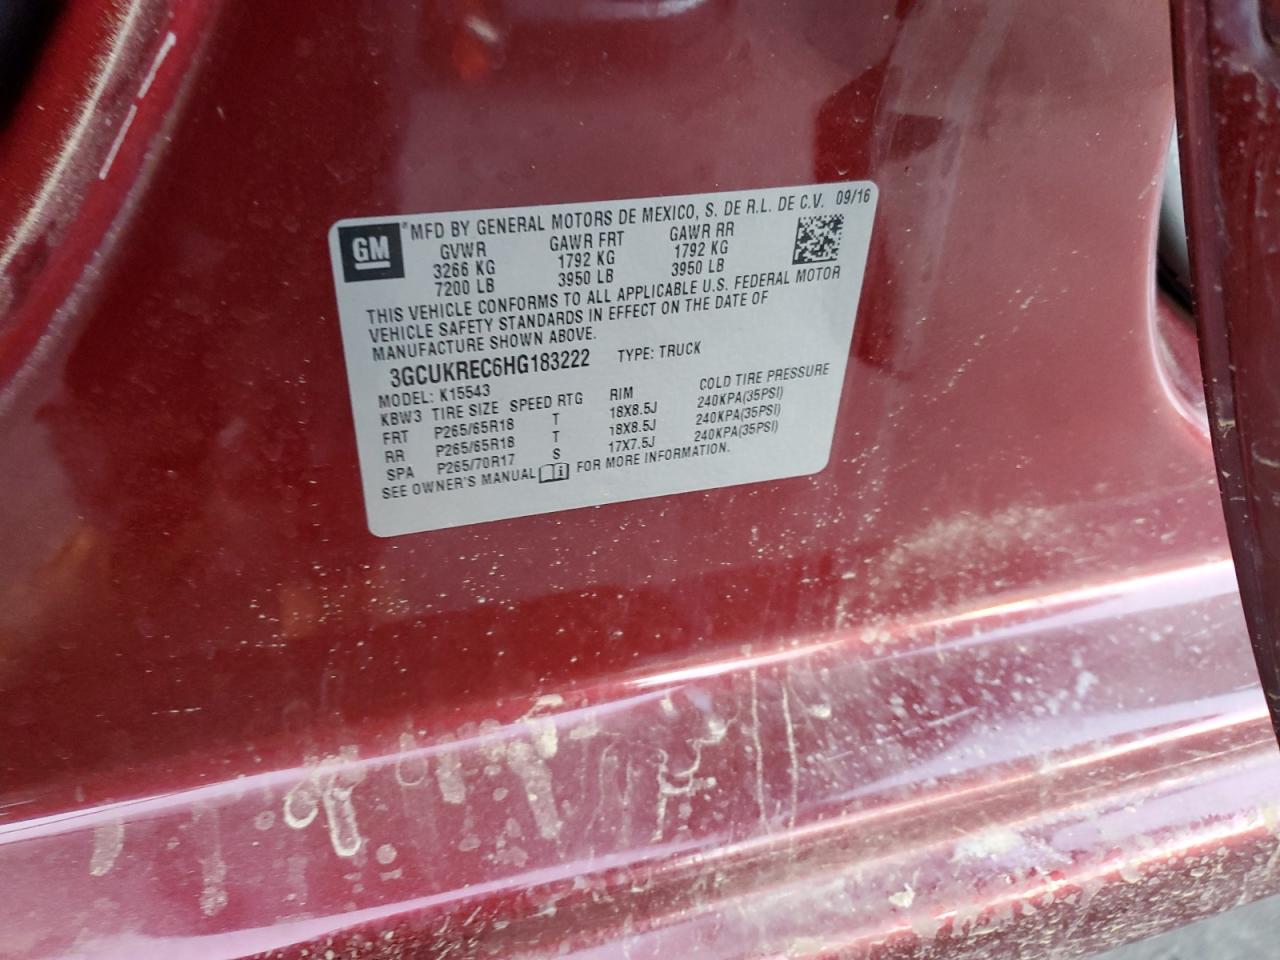 GM ® MFD BY GENERAL MOTORS DE MEXICO, S. DE R.L. DE C.V. 09/16
GVWR GAWR FRT GAWR RR
3266 KG 1792 KG 1792 KG
7200 LB 3950 LB 3950 LB
THIS VEHICLE CONFORMS TO ALL APPLICABLE U.S. FEDERAL MOTOR
VEHICLE SAFETY STANDARDS IN EFFECT ON THE DATE OF
MANUFACTURE SHOWN ABOVE.
3GCUKREC6HG183222 TYPE: TRUCK
MODEL: K15543
KBW3 TIRE SIZE SPEED RTG RIM COLD TIRE PRESSURE
FRT P265/65R18 T 18X8.5J 240KPA(35PSI)
RR P265/65R18 T 18X8.5J 240KPA(35PSI)
SPA P265/70R17 S 17X7.5J 240KPA(35PSI)
SEE OWNER'S MANUAL i FOR MORE INFORMATION.